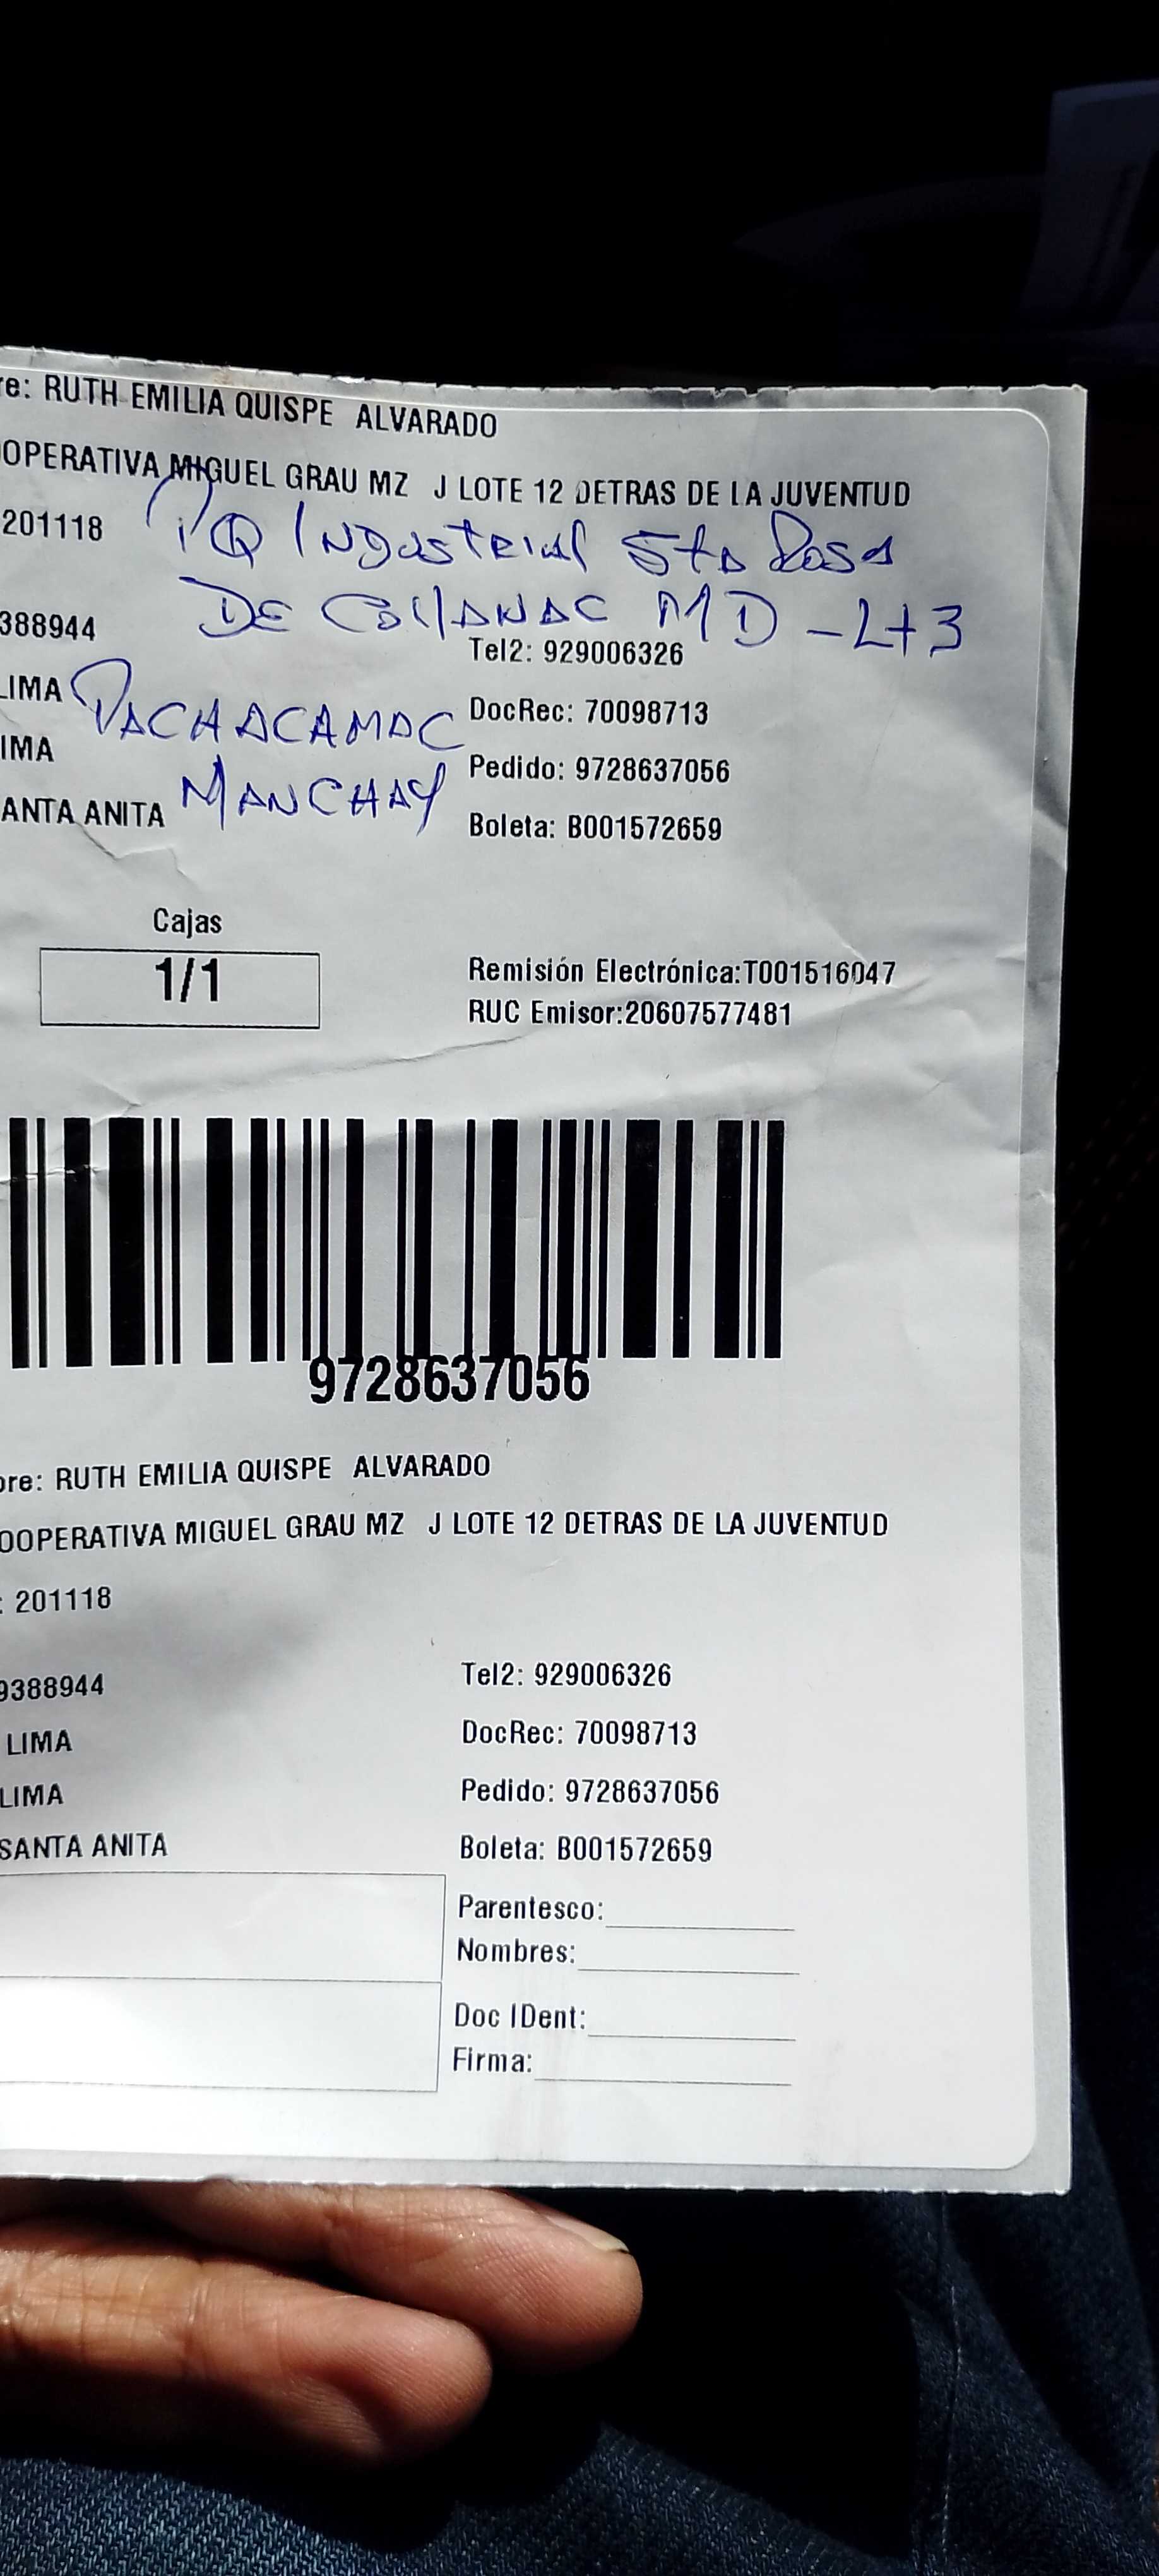 re: RUTH EMILIA QUISPE ALVARADO
OPERATIVA MIGUEL GRAU MZ J LOTE 12 DETRAS DE LA JUVENTUD
201118
PQ INDUSTRIAL Sta Rosa
DE COLLANAC MD - Lt 3
388944
Tel2: 929006326
LIMA
PACHACAMAC
DocRec: 70098713
IMA
Pedido: 9728637056
ANTA ANITA
MANCHAY
Boleta: B001572659
Cajas
1/1
Remisión Electrónica:T001516047
RUC Emisor:20607577481
9728637056
bre: RUTH EMILIA QUISPE ALVARADO
OOPERATIVA MIGUEL GRAU MZ J LOTE 12 DETRAS DE LA JUVENTUD
: 201118
9388944
Tel2: 929006326
LIMA
DocRec: 70098713
LIMA
Pedido: 9728637056
SANTA ANITA
Boleta: B001572659
Parentesco:
Nombres:
Doc IDent:
Firma: